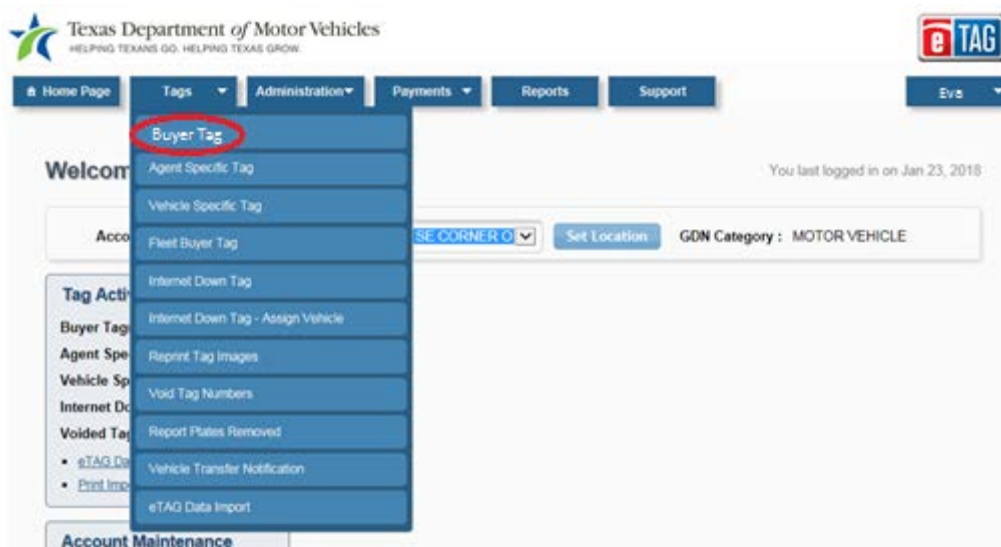 Texas Department of Motor Vehicles
HELPING TEXANS GO. HELPING TEXAS GROW.
e TAG
Home Page
Tags
Administration
Payments
Reports
Support
Eva
Buyer Tag
Welcom
You last logged in on Jan 23, 2018
Agent Specific Tag
Vehicle Specific Tag
Acco
SE CORNER O
Set Location
GDN Category : MOTOR VEHICLE
Fleet Buyer Tag
Internet Down Tag
Tag Acti
Internet Down Tag - Assign Vehicle
Buyer Tag
Agent Spe
Reprint Tag Images
Vehicle Sp
Void Tag Numbers
Internet Do
Voided Tag
Report Plates Removed
eTAG Da
Vehicle Transfer Notification
Print Imp
eTAG Data Import
Account Maintenance